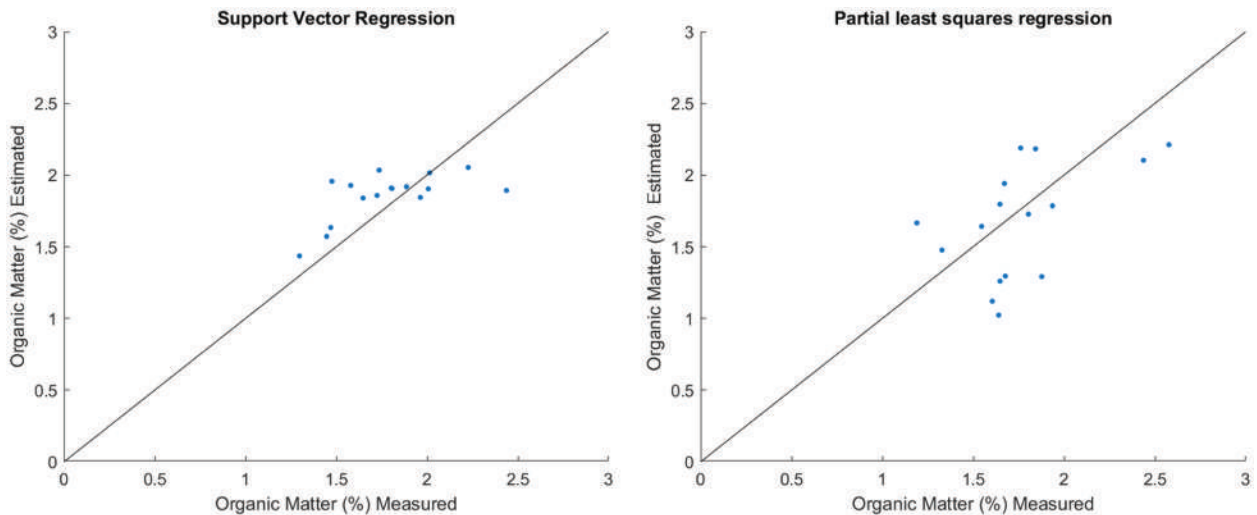 Support Vector Regression
3
2.5
2
1.5
1
0.5
0
Organic Matter (%) Estimated
0 0.5 1 1.5 2 2.5 3
Organic Matter (%) Measured
Partial least squares regression
3
2.5
2
1.5
1
0.5
0
Organic Matter (%) Estimated
0 0.5 1 1.5 2 2.5 3
Organic Matter (%) Measured